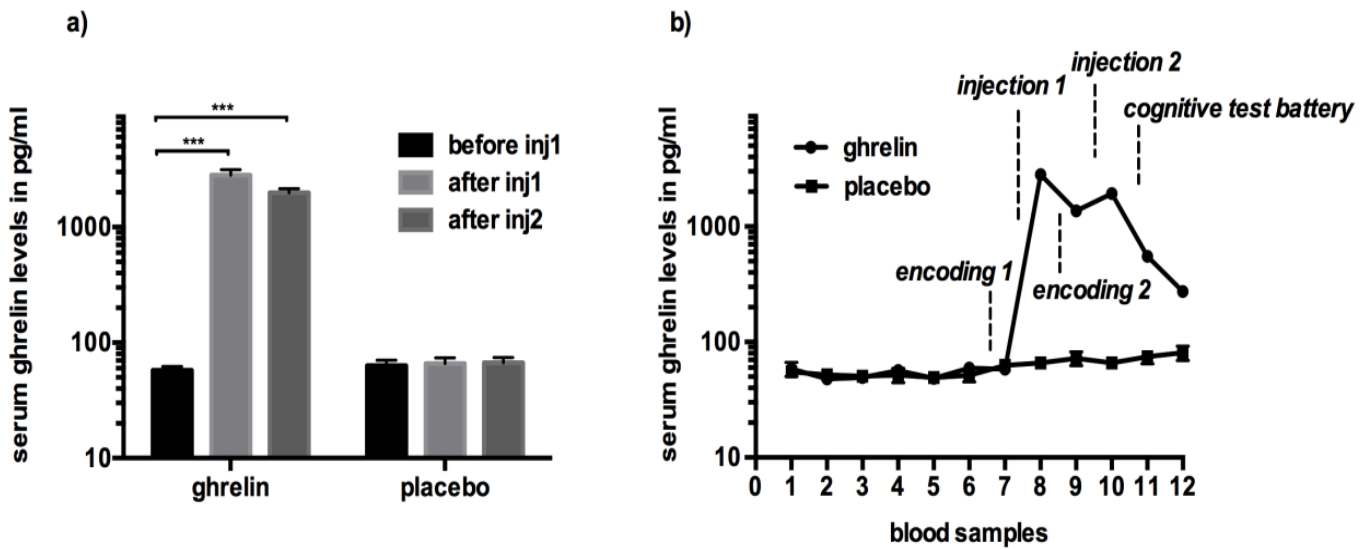 a)
serum ghrelin levels in pg/ml
1000
100
10
***
***
before inj1
after inj1
after inj2
ghrelin
placebo
b)
serum ghrelin levels in pg/ml
1000
100
10
ghrelin
placebo
injection 1
injection 2
cognitive test battery
encoding 1
encoding 2
0 1 2 3 4 5 6 7 8 9 10 11 12
blood samples